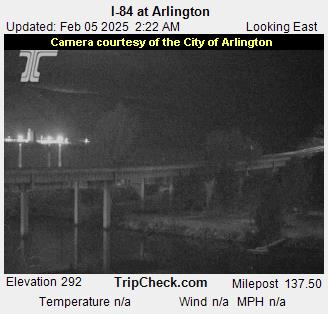 I-84 at Arlington
Updated: Feb 05 2025 2:22 AM Looking East
Camera courtesy of the City of Arlington
Elevation 292 TripCheck.com Milepost 137.50
Temperature n/a Wind n/a MPH n/a